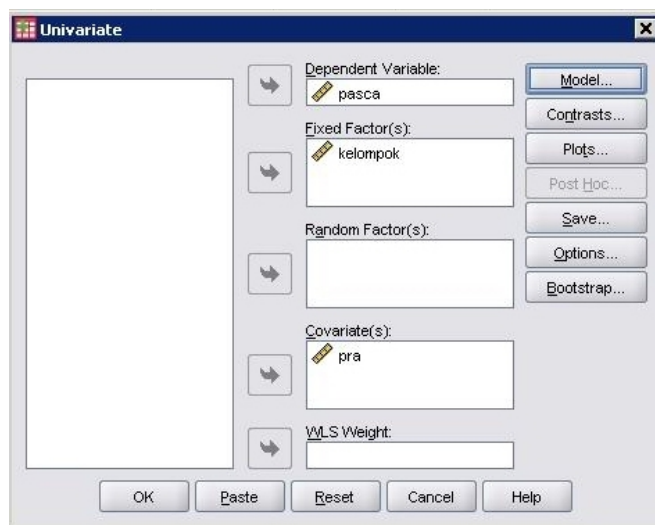 Univariate
Dependent Variable:
pasca
Fixed Factor(s):
kelompok
Random Factor(s):
Covariate(s):
pra
WLS Weight:
Model...
Contrasts...
Plots...
Post Hoc...
Save...
Options...
Bootstrap...
OK
Paste
Reset
Cancel
Help